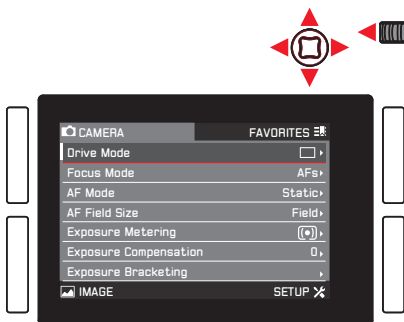 CAMERA FAVORITES
Drive Mode
Focus Mode AFs
AF Mode Static
AF Field Size Field
Exposure Metering
Exposure Compensation 0
Exposure Bracketing
IMAGE SETUP